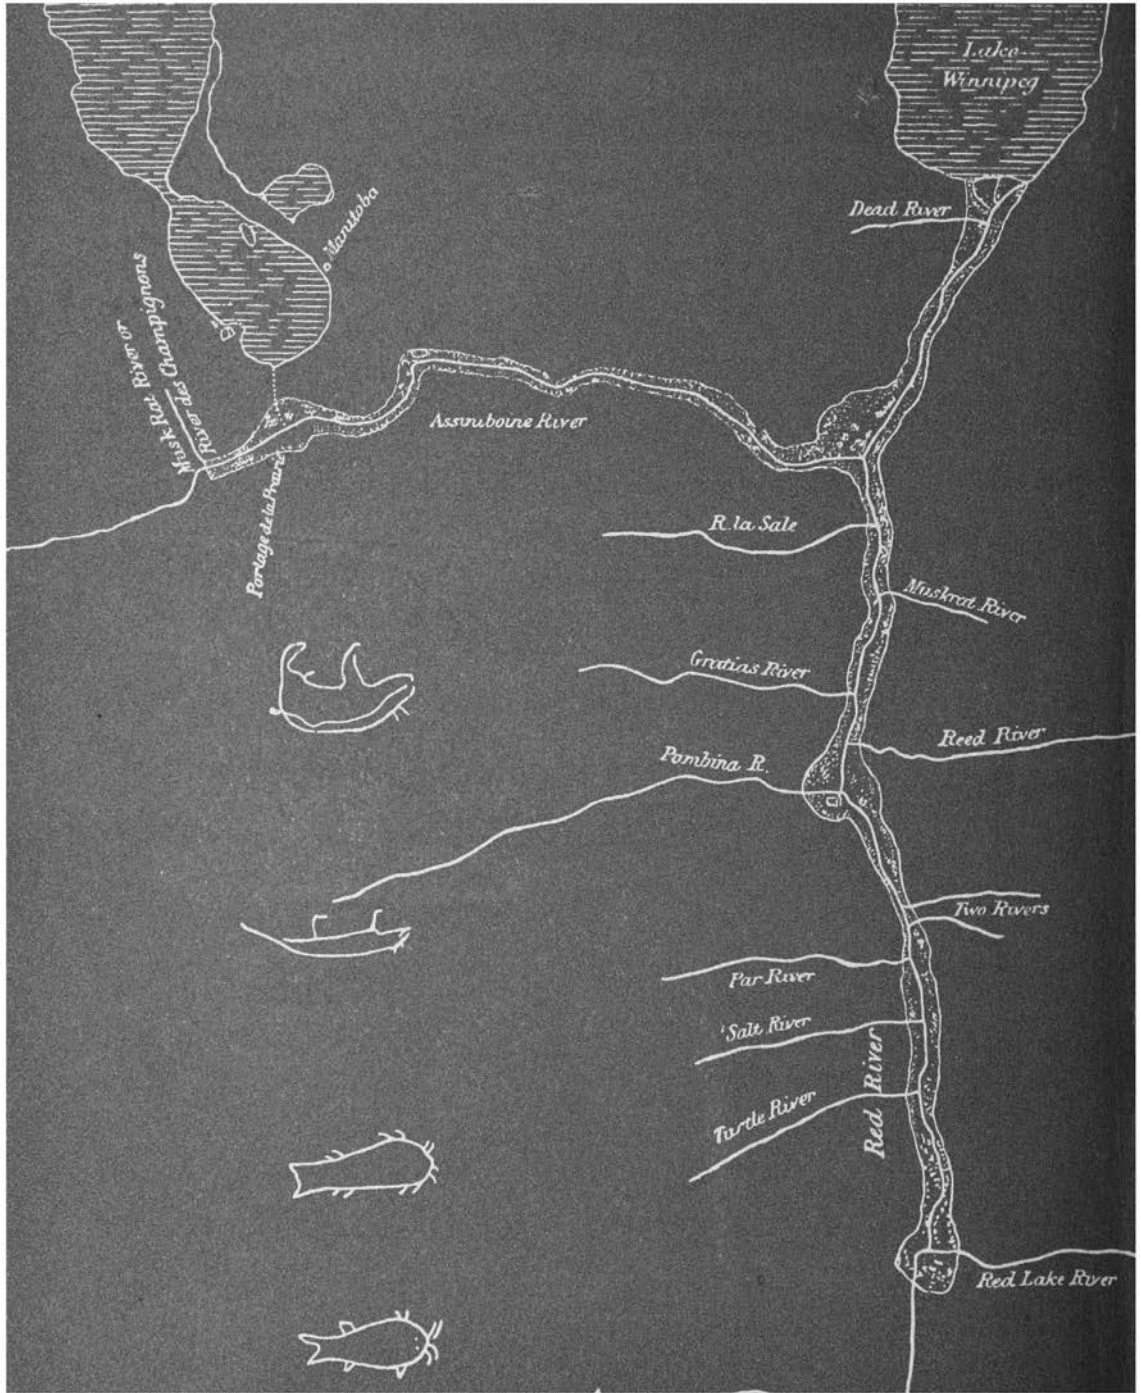 Lake
Winnipeg
Dead River
Manitoba
Musk Rat River or
River des Champignons
Assiniboine River
Portage de la Prairie
R. la Sale
Muskrat River
Gratias River
Reed River
Pombina R.
Two Rivers
Par River
Salt River
Turtle River
Red River
Red Lake River